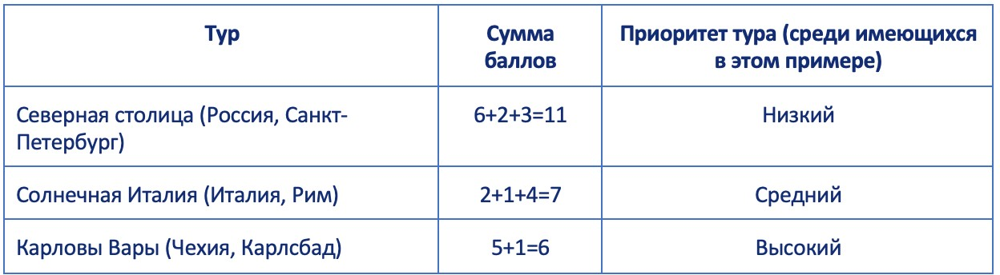 Тур
Сумма
баллов
Приоритет тура (среди имеющихся
в этом примере)
Северная столица (Россия, Санкт-
Петербург)
6+2+3=11
Низкий
Солнечная Италия (Италия, Рим)
2+1+4=7
Средний
Карловы Вары (Чехия, Карлсбад)
5+1=6
Высокий